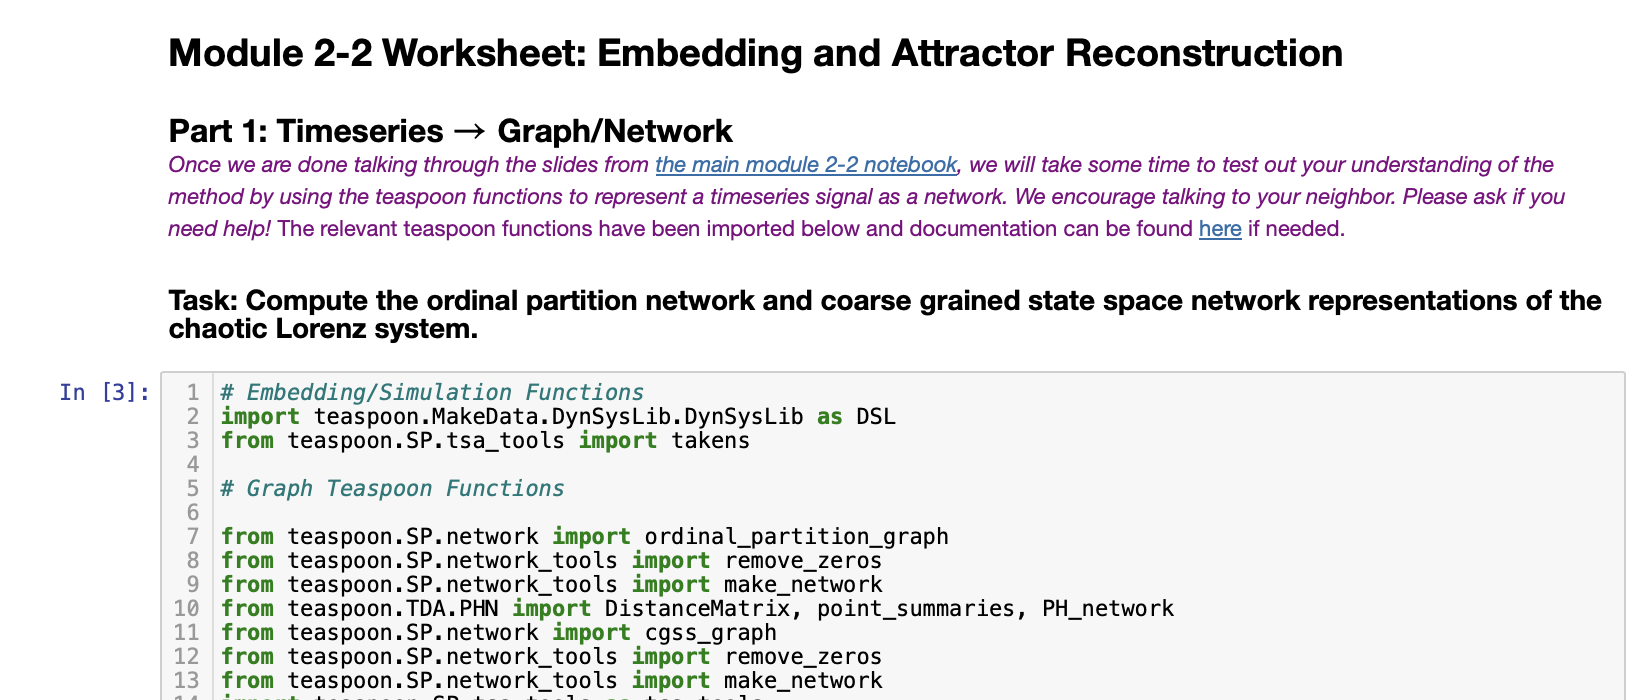 Module 2-2 Worksheet: Embedding and Attractor Reconstruction
Part 1: Timeseries → Graph/Network
Once we are done talking through the slides from the main module 2-2 notebook, we will take some time to test out your understanding of the
method by using the teaspoon functions to represent a timeseries signal as a network. We encourage talking to your neighbor. Please ask if you
need help! The relevant teaspoon functions have been imported below and documentation can be found here if needed.
Task: Compute the ordinal partition network and coarse grained state space network representations of the
chaotic Lorenz system.
In [3]:
1 # Embedding/Simulation Functions
2 import teaspoon.MakeData.DynSysLib.DynSysLib as DSL
3 from teaspoon.SP.tsa_tools import takens
4
5 # Graph Teaspoon Functions
6
7 from teaspoon.SP.network import ordinal_partition_graph
8 from teaspoon.SP.network_tools import remove_zeros
9 from teaspoon.SP.network_tools import make_network
10 from teaspoon.TDA.PHN import DistanceMatrix, point_summaries, PH_network
11 from teaspoon.SP.network import cgss_graph
12 from teaspoon.SP.network_tools import remove_zeros
13 from teaspoon.SP.network_tools import make_network